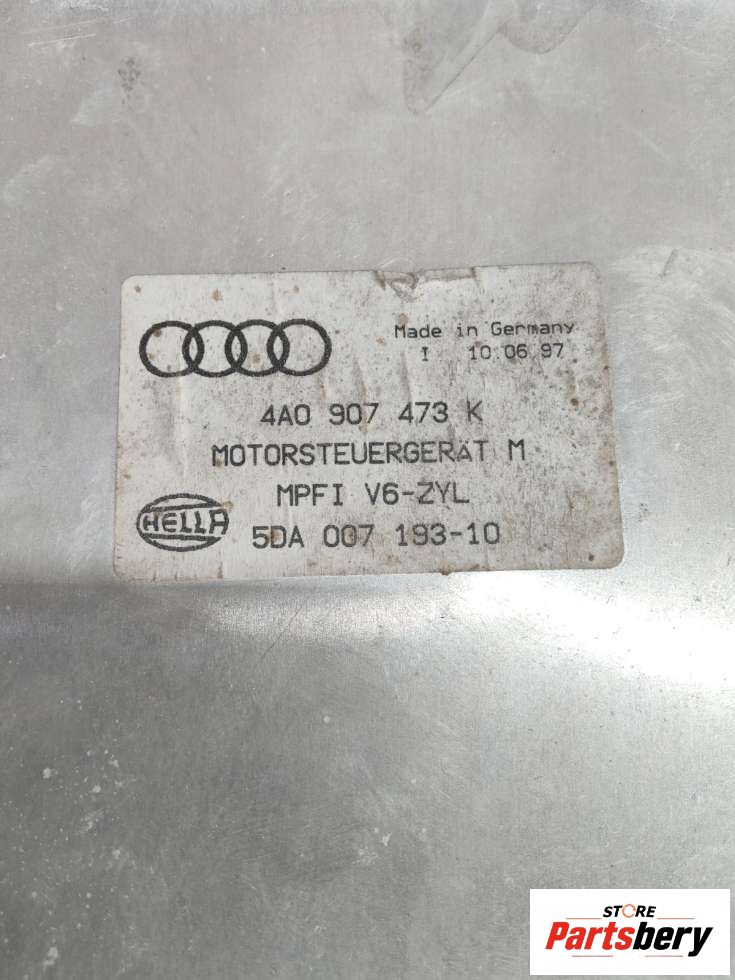 Made in Germany
I 10.06.97
4A0 907 473 K
MOTORSTEUERGERÄT M
MPFI V6-ZYL
HELLA
5DA 007 193-10
STORE
Partsbery